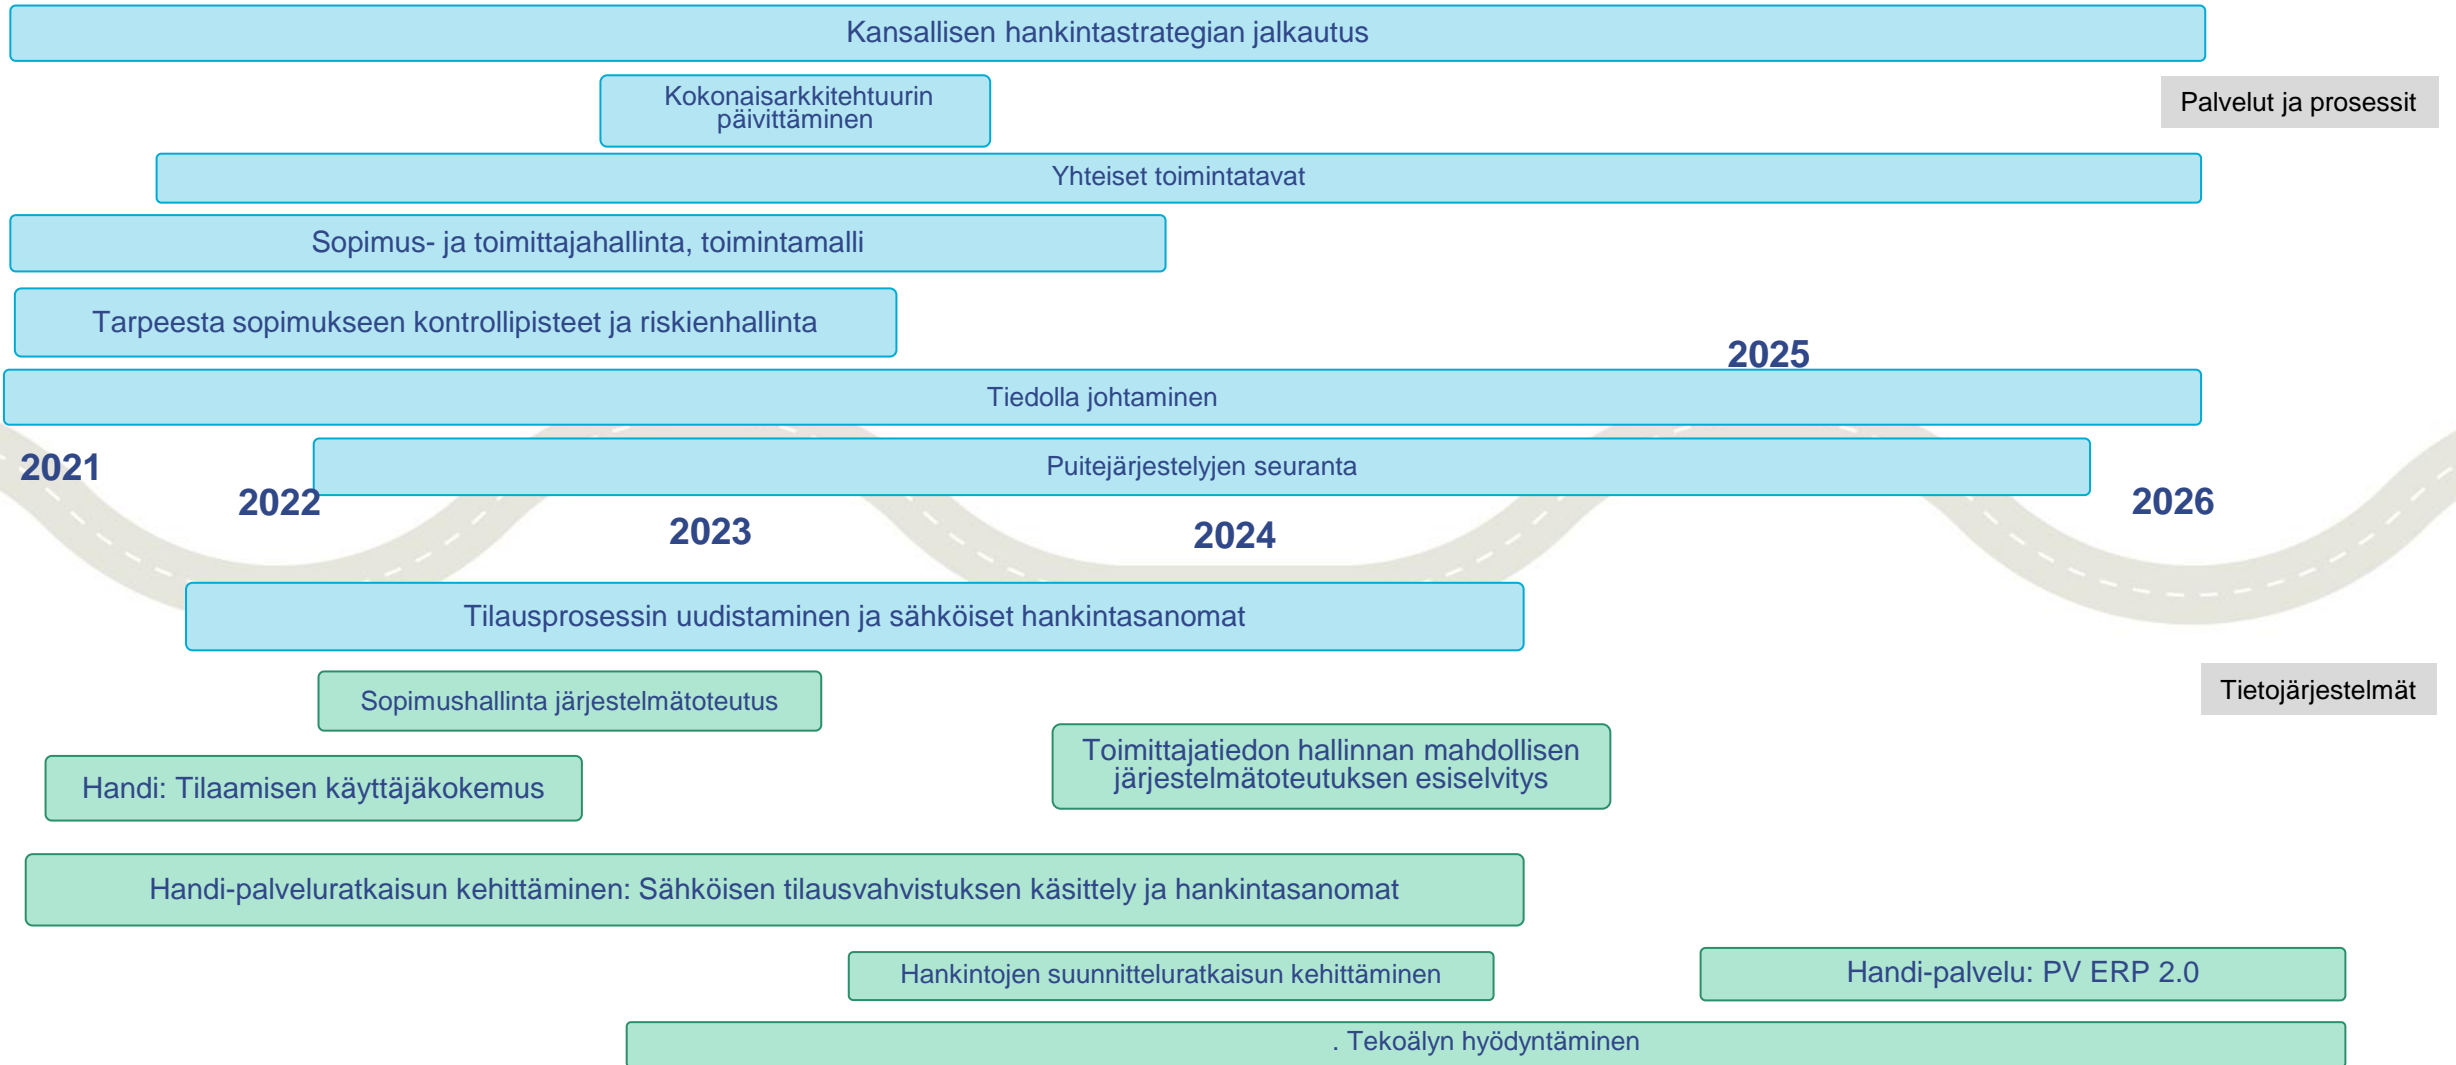 Kansallisen hankintastrategian jalkautus
Kokonaisarkkitehtuurin
päivittäminen
Palvelut ja prosessit
Yhteiset toimintatavat
Sopimus- ja toimittajahallinta, toimintamalli
Tarpeesta sopimukseen kontrollipisteet ja riskienhallinta
2025
Tiedolla johtaminen
2021
Puitejärjestelyjen seuranta
2022
2026
2023
2024
Tilausprosessin uudistaminen ja sähköiset hankintasanomat
Sopimushallinta järjestelmätoteutus
Tietojärjestelmät
Toimittajatiedon hallinnan mahdollisen
järjestelmätoteutuksen esiselvitys
Handi: Tilaamisen käyttäjäkokemus
Handi-palveluratkaisun kehittäminen: Sähköisen tilausvahvistuksen käsittely ja hankintasanomat
Hankintojen suunnitteluratkaisun kehittäminen
Handi-palvelu: PV ERP 2.0
. Tekoälyn hyödyntäminen